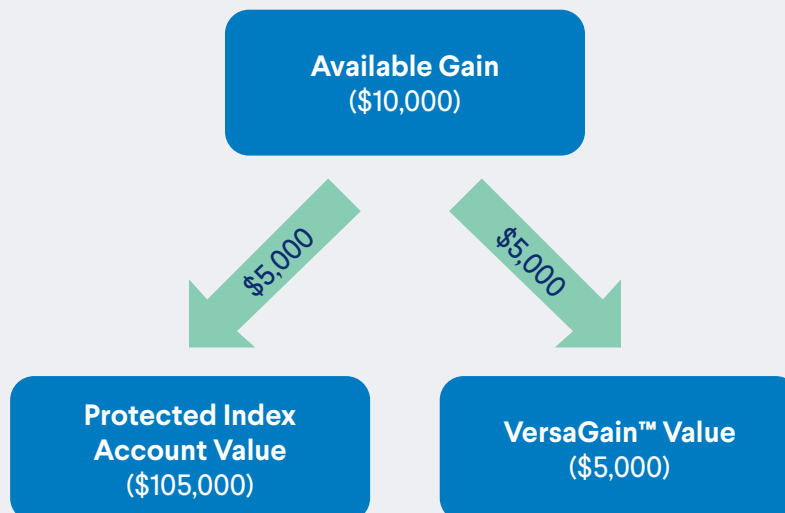 Available Gain
($10,000)
$5,000
$5,000
Protected Index
Account Value
($105,000)
VersaGain™ Value
($5,000)